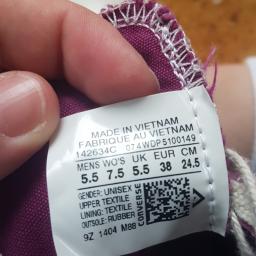 MADE IN VIETNAM
FABRIQUE AU VIETNAM
142634C 074WDP5100149
MENS WO'S UK EUR CM
5.5 7.5 5.5 38 24.5
GENDER: UNISEX
UPPER: TEXTILE
LINING: TEXTILE
OUTSOLE: RUBBER
CONVERSE
9Z 1404 M88